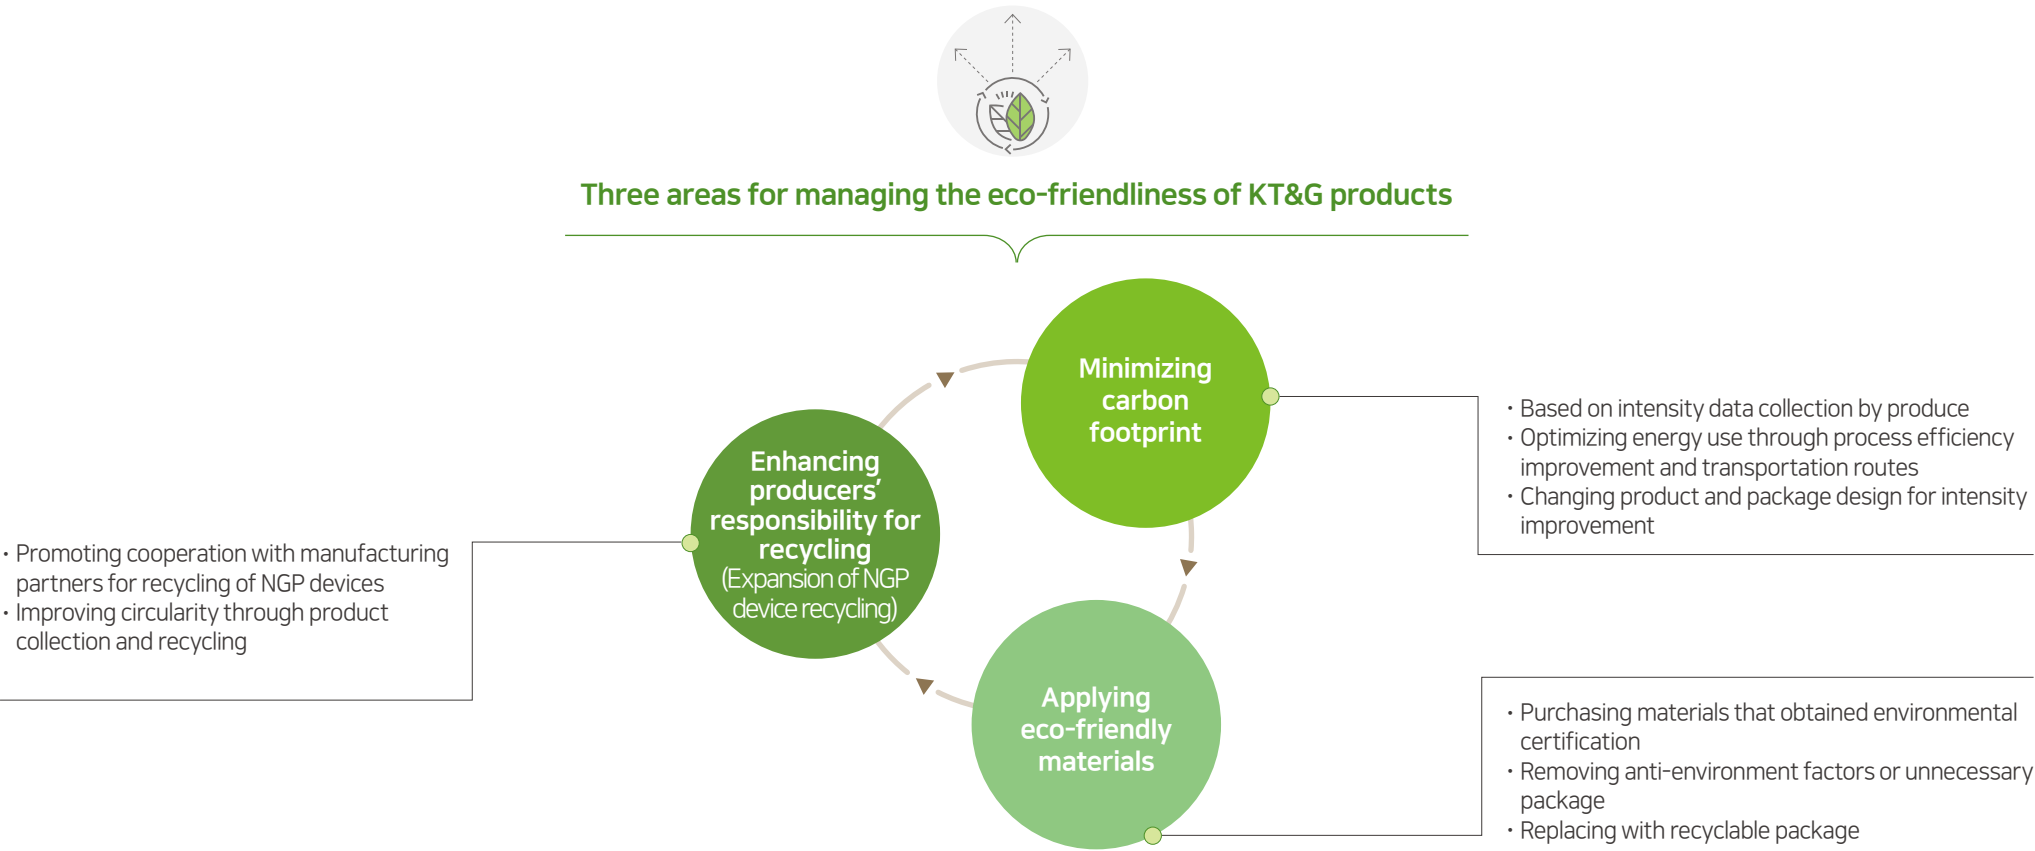 Three areas for managing the eco-friendliness of KT&G products
Minimizing
carbon
footprint
· Based on intensity data collection by produce
· Optimizing energy use through process efficiency
improvement and transportation routes
· Changing product and package design for intensity
improvement
Enhancing
producers'
responsibility for
recycling
(Expansion of NGP
device recycling)
· Promoting cooperation with manufacturing
partners for recycling of NGP devices
· Improving circularity through product
collection and recycling
Applying
eco-friendly
materials
· Purchasing materials that obtained environmental
certification
· Removing anti-environment factors or unnecessary
package
· Replacing with recyclable package